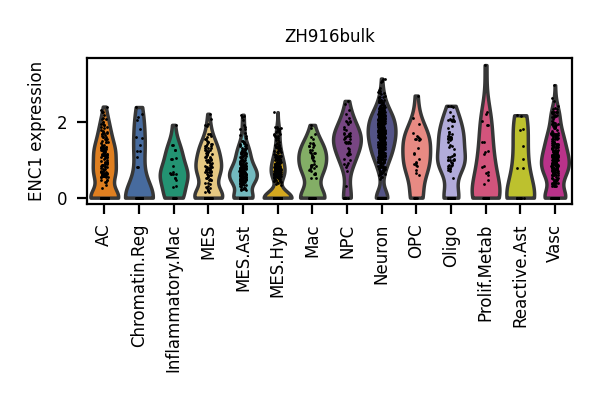 ZH916bulk
ENC1 expression
2
0
AC
Chromatin.Reg
Inflammatory.Mac
MES
MES.Ast
MES.Hyp
Mac
NPC
Neuron
OPC
Oligo
Prolif.Metab
Reactive.Ast
Vasc